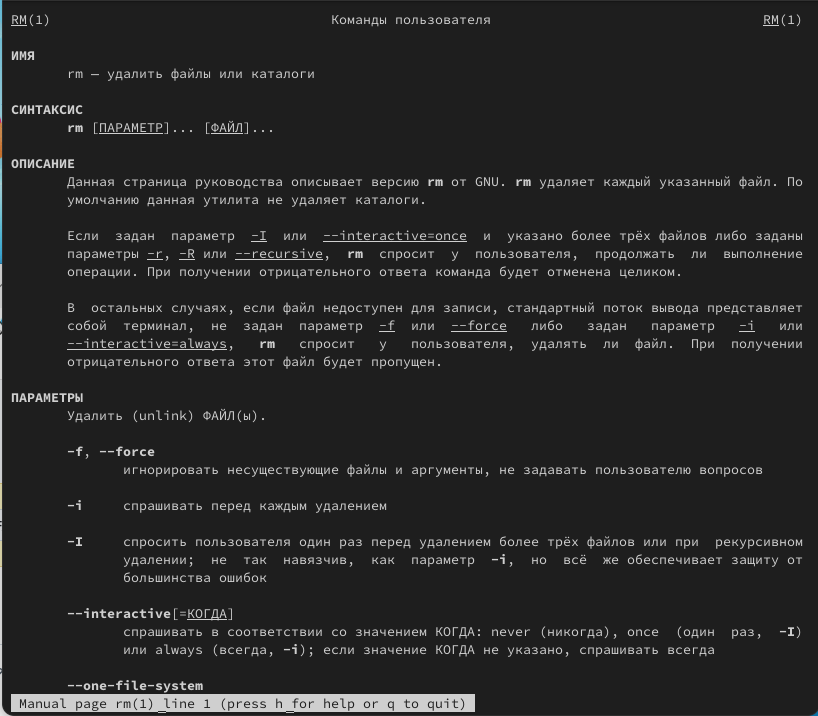 RM(1) Команды пользователя RM(1)
ИМЯ
rm — удалить файлы или каталоги
СИНТАКСИС
rm [ПАРАМЕТР]... [ФАЙЛ]...
ОПИСАНИЕ
Данная страница руководства описывает версию rm от GNU. rm удаляет каждый указанный файл. По
умолчанию данная утилита не удаляет каталоги.
Если задан параметр -I или --interactive=once и указано более трёх файлов либо заданы
параметры -r, -R или --recursive, rm спросит у пользователя, продолжать ли выполнение
операции. При получении отрицательного ответа команда будет отменена целиком.
В остальных случаях, если файл недоступен для записи, стандартный поток вывода представляет
собой терминал, не задан параметр -f или --force либо задан параметр -i или
--interactive=always, rm спросит у пользователя, удалять ли файл. При получении
отрицательного ответа этот файл будет пропущен.
ПАРАМЕТРЫ
Удалить (unlink) ФАЙЛ(ы).
-f, --force
игнорировать несуществующие файлы и аргументы, не задавать пользователю вопросов
-i спрашивать перед каждым удалением
-I спросить пользователя один раз перед удалением более трёх файлов или при рекурсивном
удалении; не так навязчив, как параметр -i, но всё же обеспечивает защиту от
большинства ошибок
--interactive[=КОГДА]
спрашивать в соответствии со значением КОГДА: never (никогда), once (один раз, -I)
или always (всегда, -i); если значение КОГДА не указано, спрашивать всегда
--one-file-system
Manual page rm(1) line 1 (press h for help or q to quit)